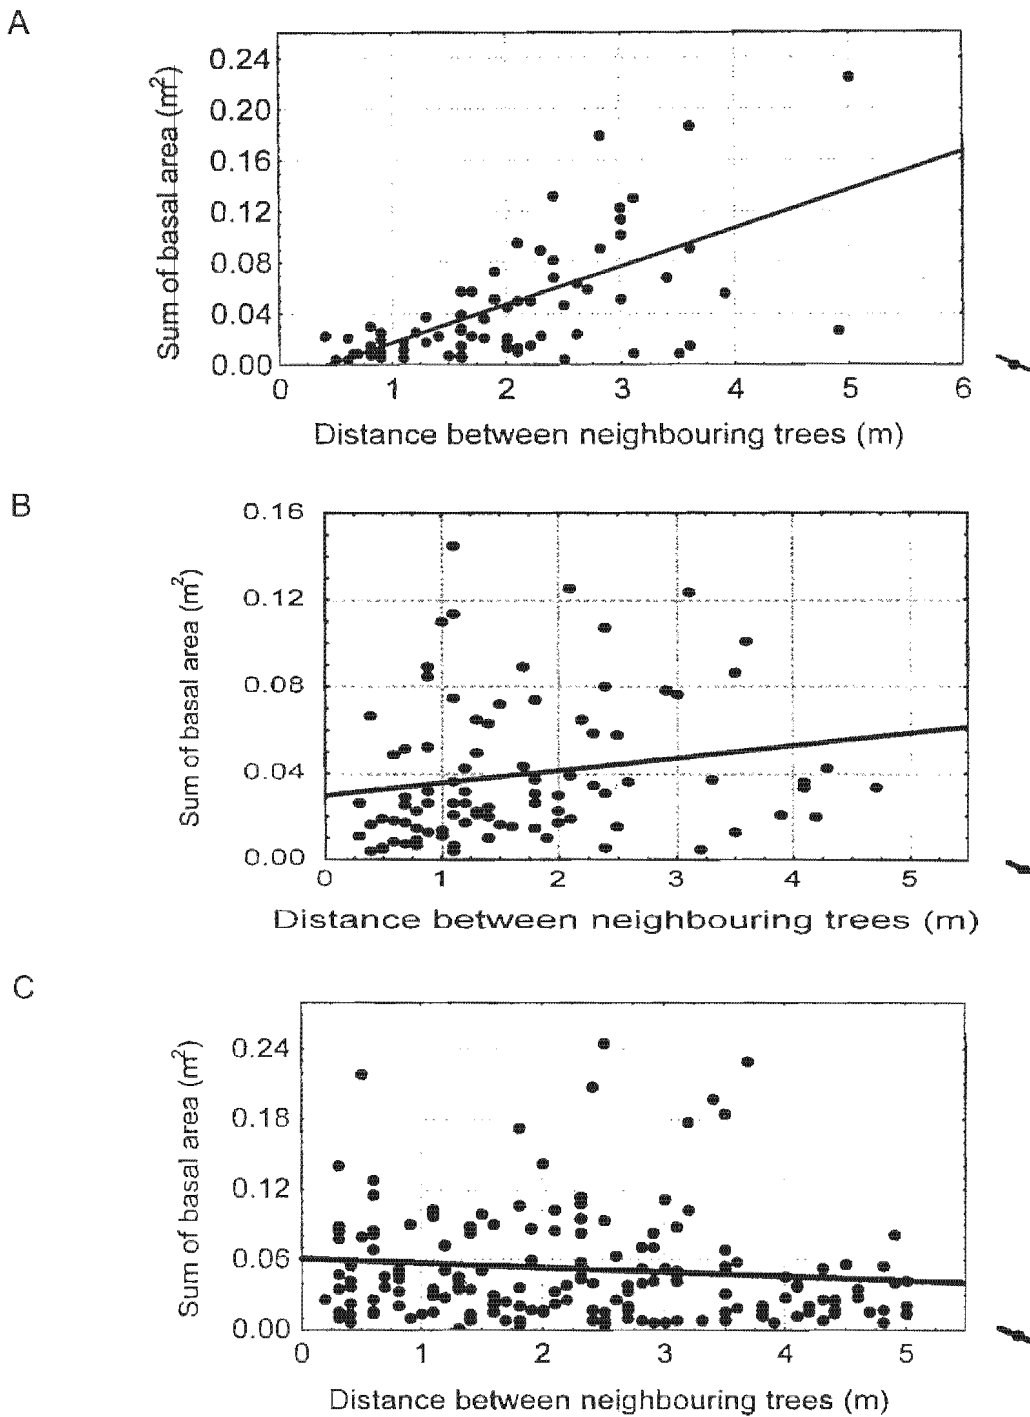 A
Sum of basal area (m²)
0.24
0.20
0.16
0.12
0.08
0.04
0.00
0 1 2 3 4 5 6
Distance between neighbouring trees (m)
B
Sum of basal area (m²)
0.16
0.12
0.08
0.04
0.00
0 1 2 3 4 5
Distance between neighbouring trees (m)
C
Sum of basal area (m²)
0.24
0.18
0.12
0.06
0.00
0 1 2 3 4 5
Distance between neighbouring trees (m)